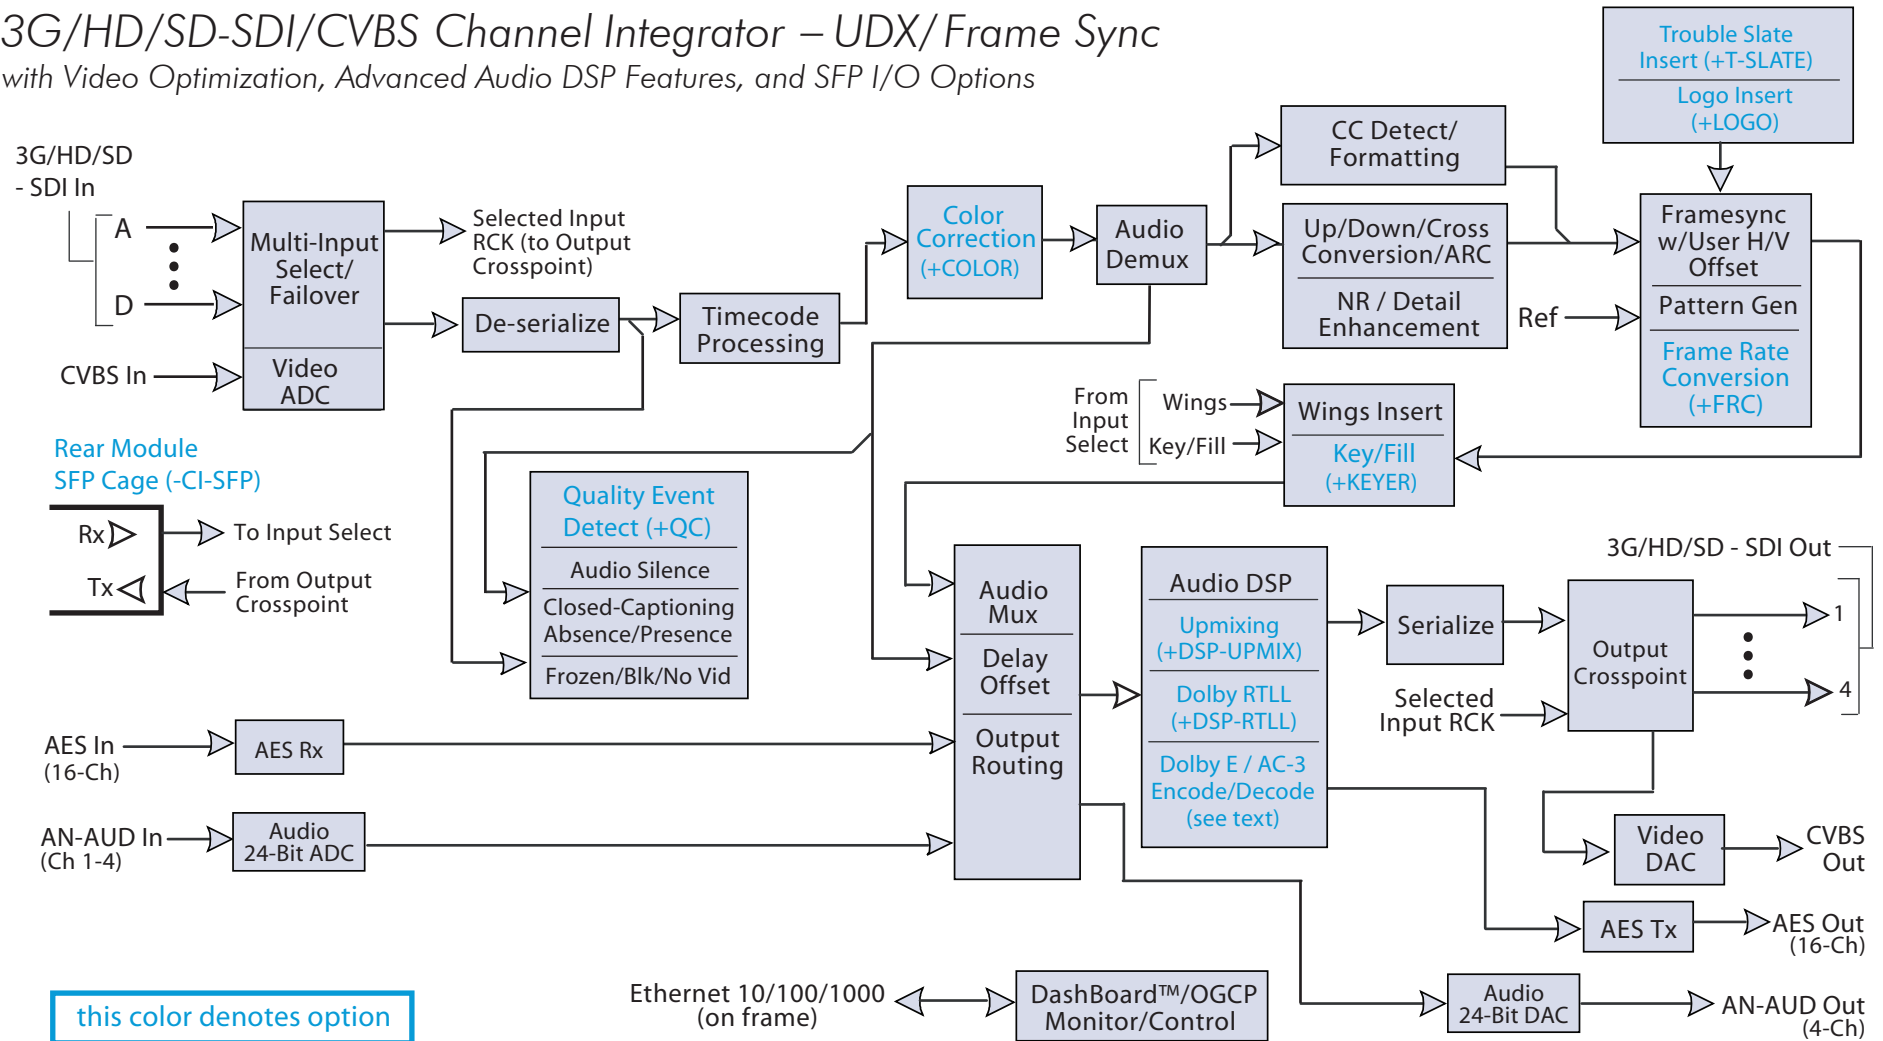 3G/HD/SD-SDI/CVBS Channel Integrator – UDX/Frame Sync
with Video Optimization, Advanced Audio DSP Features, and SFP I/O Options
Trouble Slate
Insert (+T-SLATE)
Logo Insert
(+LOGO)
3G/HD/SD
- SDI In
A
D
CVBS In
Multi-Input
Select/
Failover
Video
ADC
Selected Input
RCK (to Output
Crosspoint)
De-serialize
Timecode
Processing
Color
Correction
(+COLOR)
Audio
Demux
CC Detect/
Formatting
Up/Down/Cross
Conversion/ARC
NR / Detail
Enhancement
Ref
Framesync
w/User H/V
Offset
Pattern Gen
Frame Rate
Conversion
(+FRC)
From
Input
Select
Wings
Key/Fill
Wings Insert
Key/Fill
(+KEYER)
Rear Module
SFP Cage (-CI-SFP)
Rx
Tx
To Input Select
From Output
Crosspoint
Quality Event
Detect (+QC)
Audio Silence
Closed-Captioning
Absence/Presence
Frozen/Blk/No Vid
Audio
Mux
Delay
Offset
Output
Routing
Audio DSP
Upmixing
(+DSP-UPMIX)
Dolby RTLL
(+DSP-RTLL)
Dolby E / AC-3
Encode/Decode
(see text)
Serialize
Selected
Input RCK
Output
Crosspoint
3G/HD/SD - SDI Out
1
4
AES In
(16-Ch)
AES Rx
AN-AUD In
(Ch 1-4)
Audio
24-Bit ADC
Video
DAC
CVBS
Out
AES Tx
AES Out
(16-Ch)
Audio
24-Bit DAC
AN-AUD Out
(4-Ch)
Ethernet 10/100/1000
(on frame)
DashBoard™/OGCP
Monitor/Control
this color denotes option